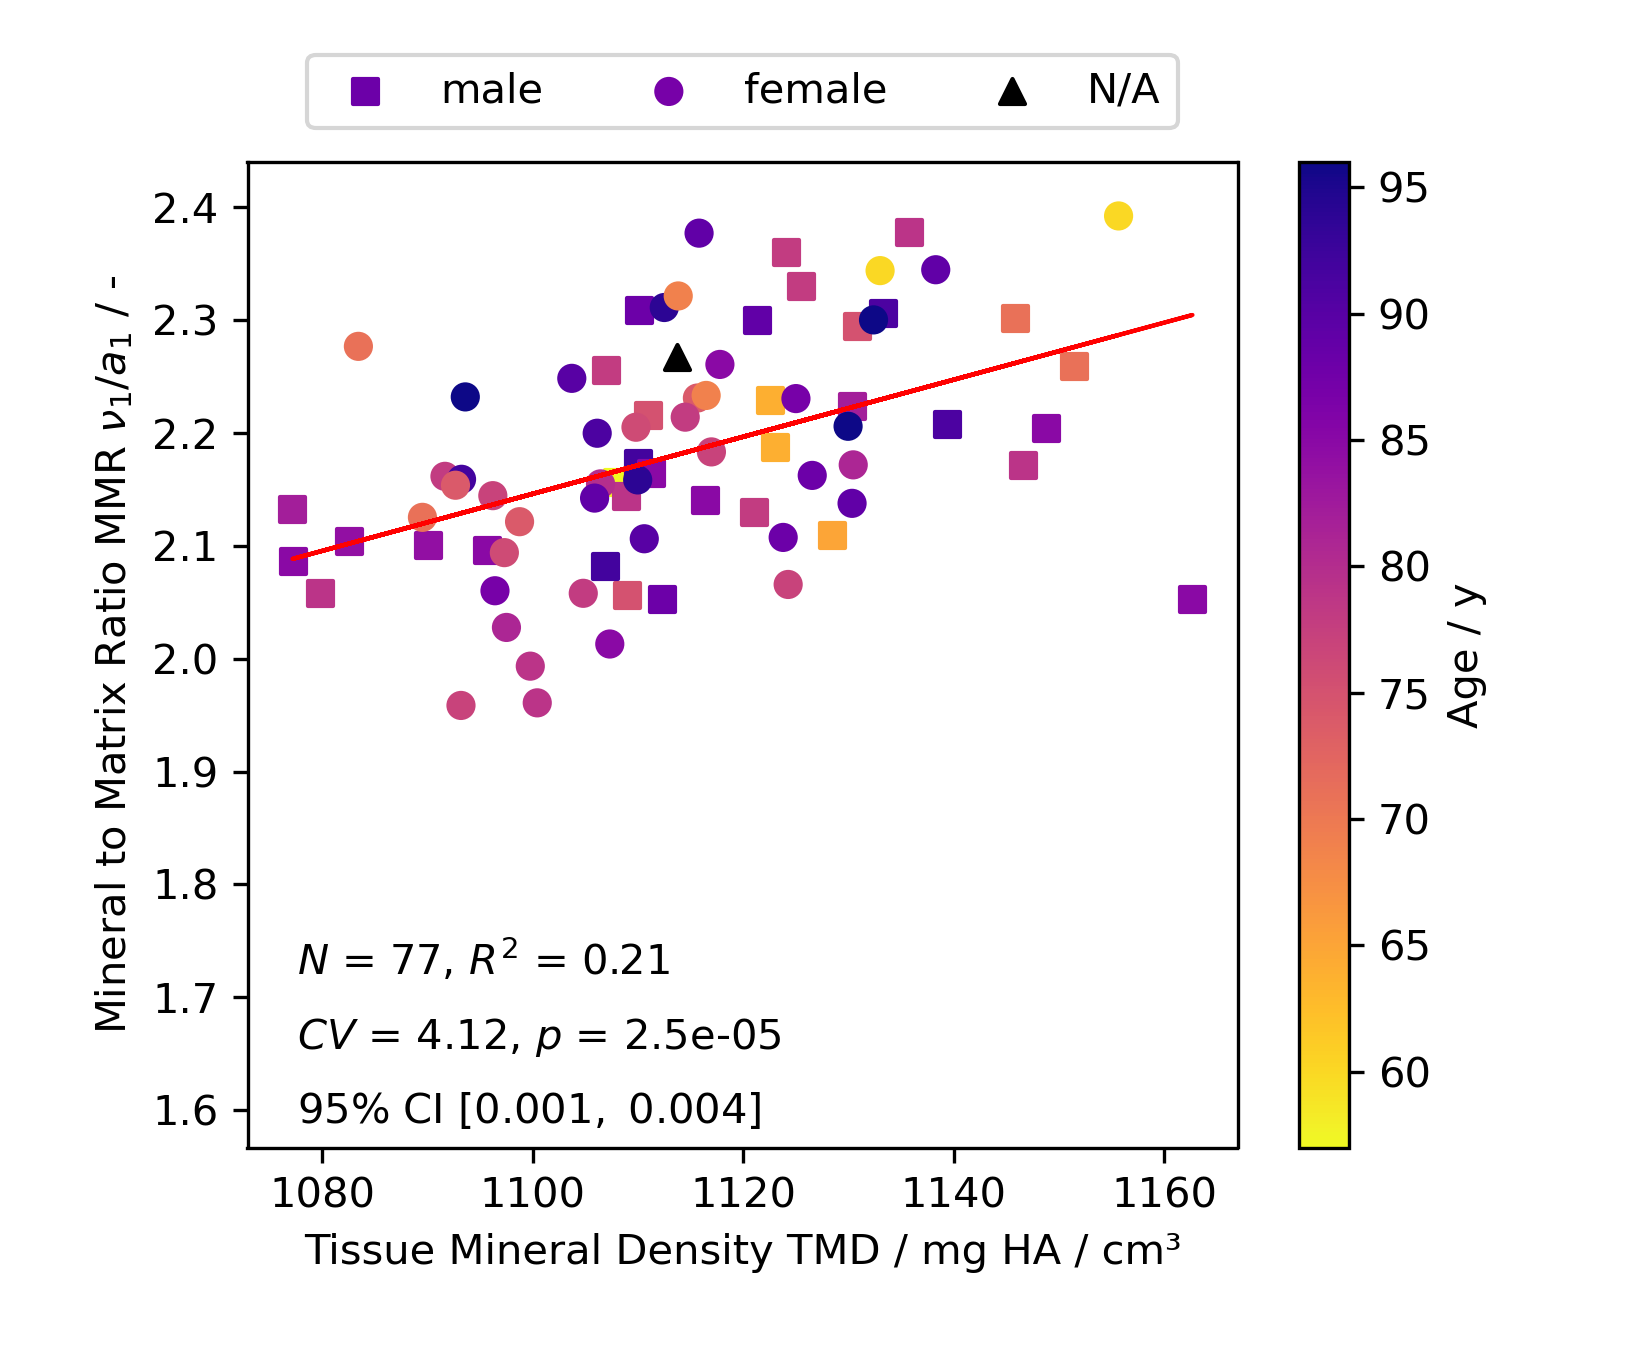 male female N/A
2.4
2.3
2.2
2.1
2.0
1.9
1.8
1.7
1.6
Mineral to Matrix Ratio MMR ν₁/a₁ / -
N = 77, R² = 0.21
CV = 4.12, p = 2.5e-05
95% CI [0.001, 0.004]
1080 1100 1120 1140 1160
Tissue Mineral Density TMD / mg HA / cm³
95
90
85
80
75
70
65
60
Age / y